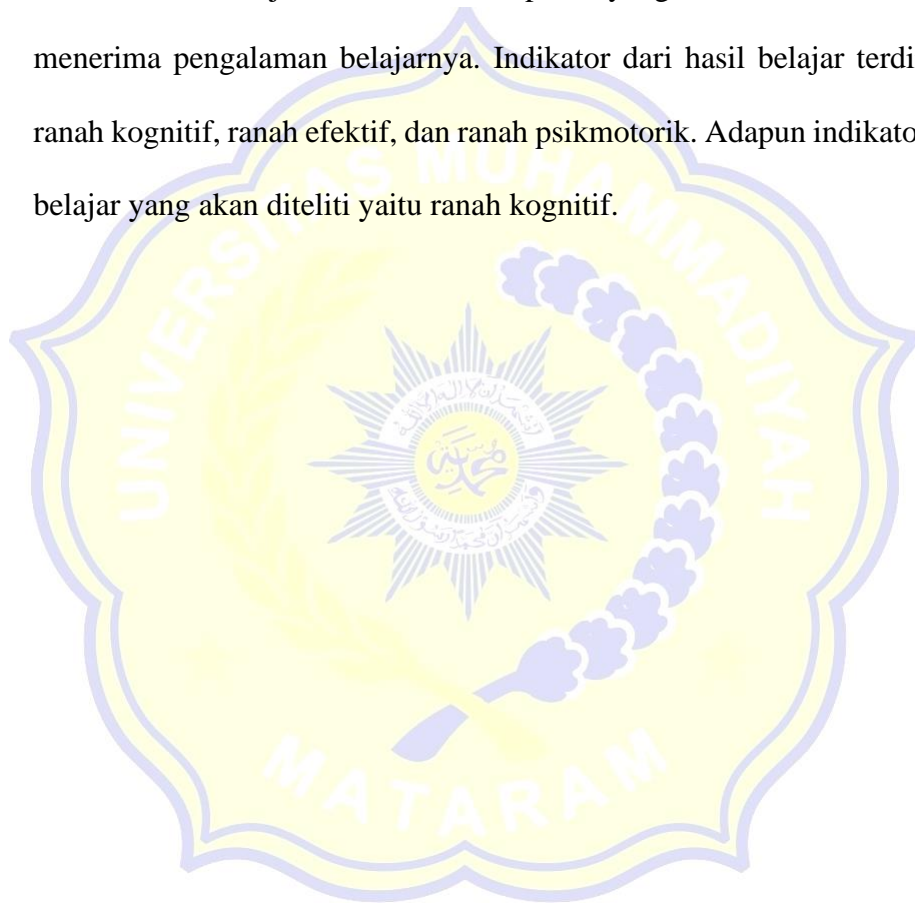 menerima pengalaman belajarnya. Indikator dari hasil belajar terdi
ranah kognitif, ranah efektif, dan ranah psikmotorik. Adapun indikato
belajar yang akan diteliti yaitu ranah kognitif.
UNIVERSITAS MUHAMMADIYAH
MATARAM